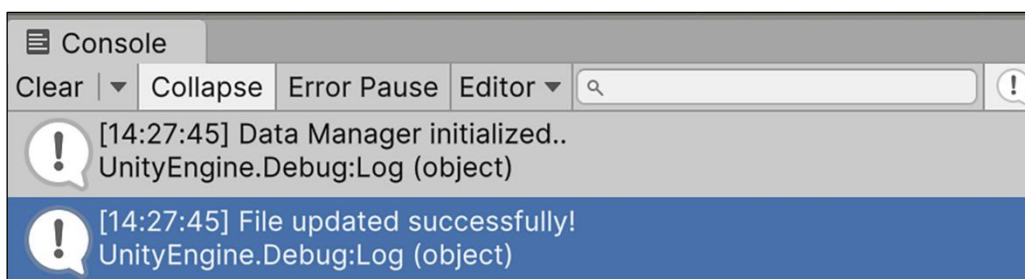 Console
Clear Collapse Error Pause Editor
[14:27:45] Data Manager initialized..
UnityEngine.Debug:Log (object)
[14:27:45] File updated successfully!
UnityEngine.Debug:Log (object)